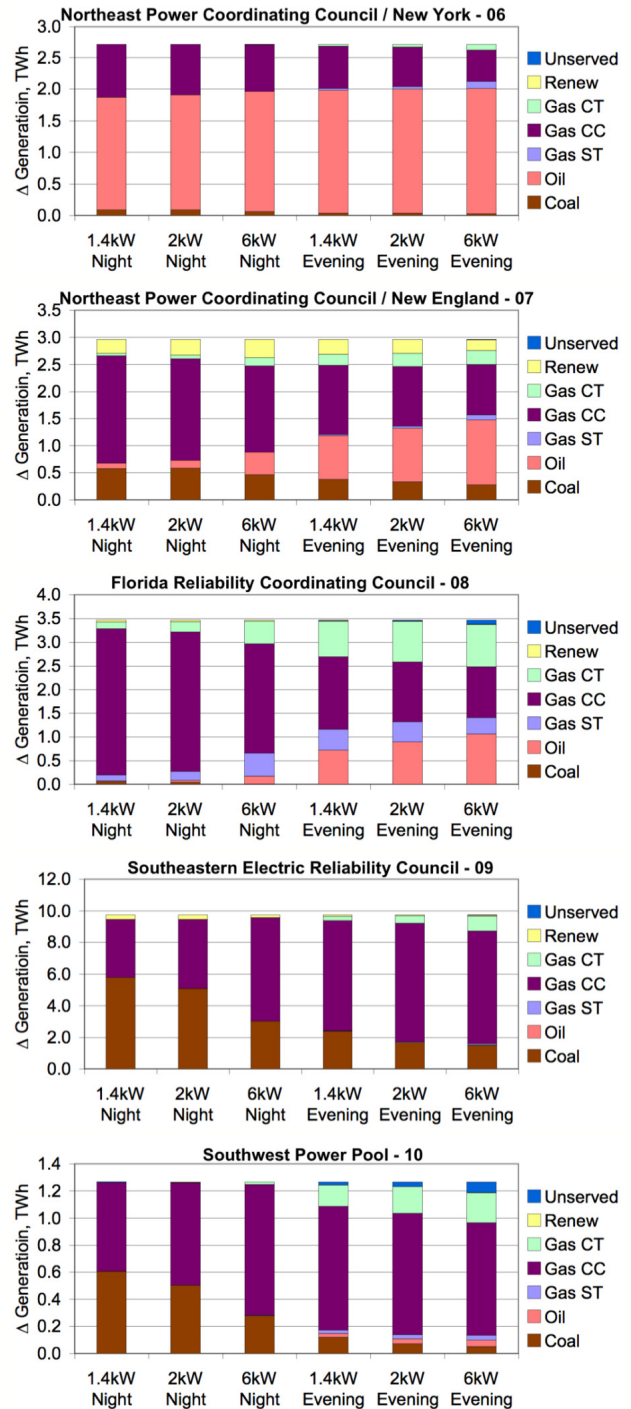 Northeast Power Coordinating Council / New York - 06
Δ Generatioin, TWh
3.0
2.5
2.0
1.5
1.0
0.5
0.0
1.4kW 2kW 6kW 1.4kW 2kW 6kW
Night Night Night Evening Evening Evening
Unserved
Renew
Gas CT
Gas CC
Gas ST
Oil
Coal
Northeast Power Coordinating Council / New England - 07
Δ Generatioin, TWh
3.5
3.0
2.5
2.0
1.5
1.0
0.5
0.0
1.4kW 2kW 6kW 1.4kW 2kW 6kW
Night Night Night Evening Evening Evening
Unserved
Renew
Gas CT
Gas CC
Gas ST
Oil
Coal
Florida Reliability Coordinating Council - 08
Δ Generatioin, TWh
4.0
3.5
3.0
2.5
2.0
1.5
1.0
0.5
0.0
1.4kW 2kW 6kW 1.4kW 2kW 6kW
Night Night Night Evening Evening Evening
Unserved
Renew
Gas CT
Gas CC
Gas ST
Oil
Coal
Southeastern Electric Reliability Council - 09
Δ Generatioin, TWh
12.0
10.0
8.0
6.0
4.0
2.0
0.0
1.4kW 2kW 6kW 1.4kW 2kW 6kW
Night Night Night Evening Evening Evening
Unserved
Renew
Gas CT
Gas CC
Gas ST
Oil
Coal
Southwest Power Pool - 10
Δ Generatioin, TWh
1.4
1.2
1.0
0.8
0.6
0.4
0.2
0.0
1.4kW 2kW 6kW 1.4kW 2kW 6kW
Night Night Night Evening Evening Evening
Unserved
Renew
Gas CT
Gas CC
Gas ST
Oil
Coal